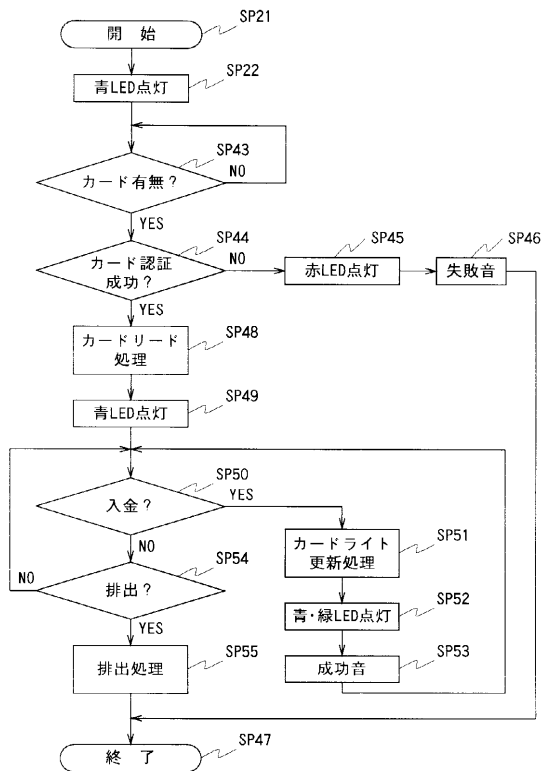 SP21
開 始
SP22
青LED点灯
SP43
カード有無?
NO
YES
SP44
カード認証
成功?
NO
SP45
赤LED点灯
SP46
失敗音
YES
SP48
カードリード
処理
SP49
青LED点灯
SP50
入金?
YES
NO
SP51
カードライト
更新処理
SP54
排出?
NO
YES
SP52
青・緑LED点灯
SP53
成功音
SP55
排出処理
SP47
終 了